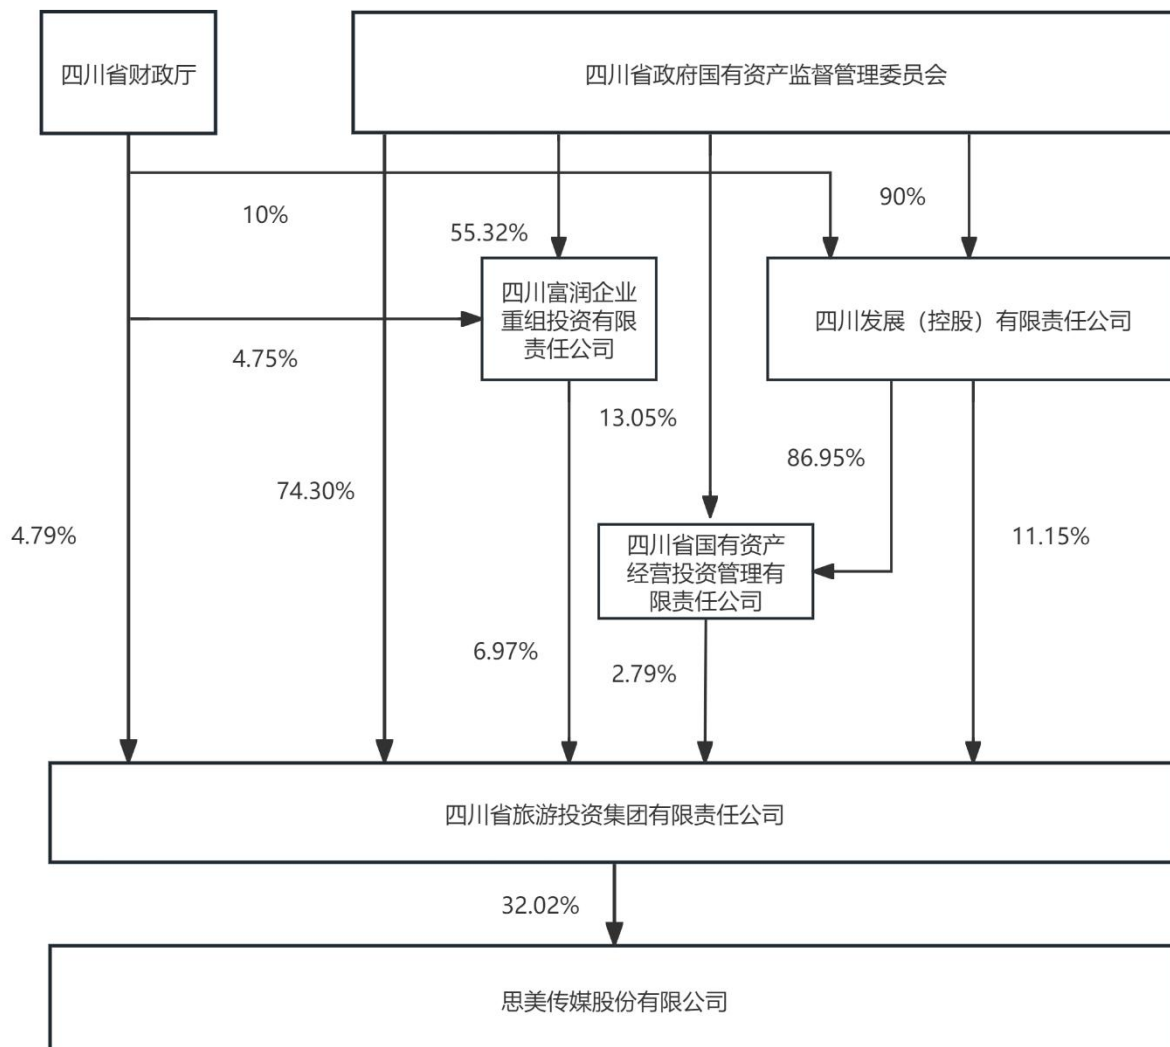 四川省财政厅
四川省政府国有资产监督管理委员会
10%
90%
55.32%
四川富润企业
重组投资有限
责任公司
四川发展（控股）有限责任公司
4.75%
13.05%
86.95%
74.30%
4.79%
11.15%
四川省国有资产
经营投资管理有
限责任公司
6.97%
2.79%
四川省旅游投资集团有限责任公司
32.02%
思美传媒股份有限公司